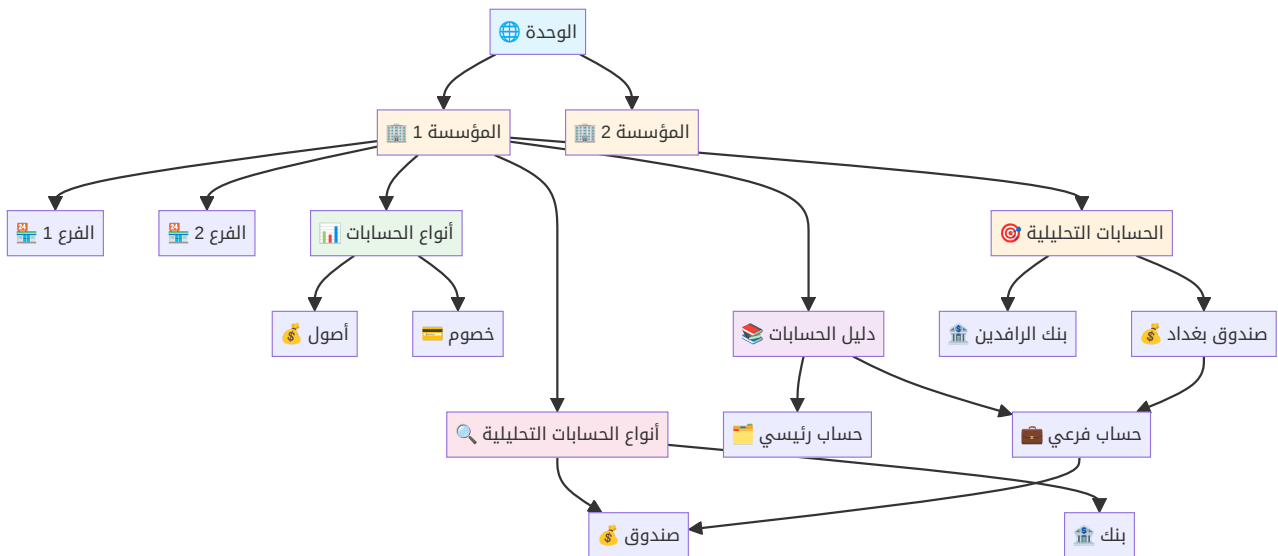 🌐 الوحدة
🏢 المؤسسة 1
🏢 المؤسسة 2
🏪 الفرع 1
🏪 الفرع 2
📊 أنواع الحسابات
🎯 الحسابات التحليلية
💰 أصول
💳 خصوم
📚 دليل الحسابات
🏦 بنك الرافدين
💰 صندوق بغداد
🔍 أنواع الحسابات التحليلية
🗂️ حساب رئيسي
💼 حساب فرعي
💰 صندوق
🏦 بنك